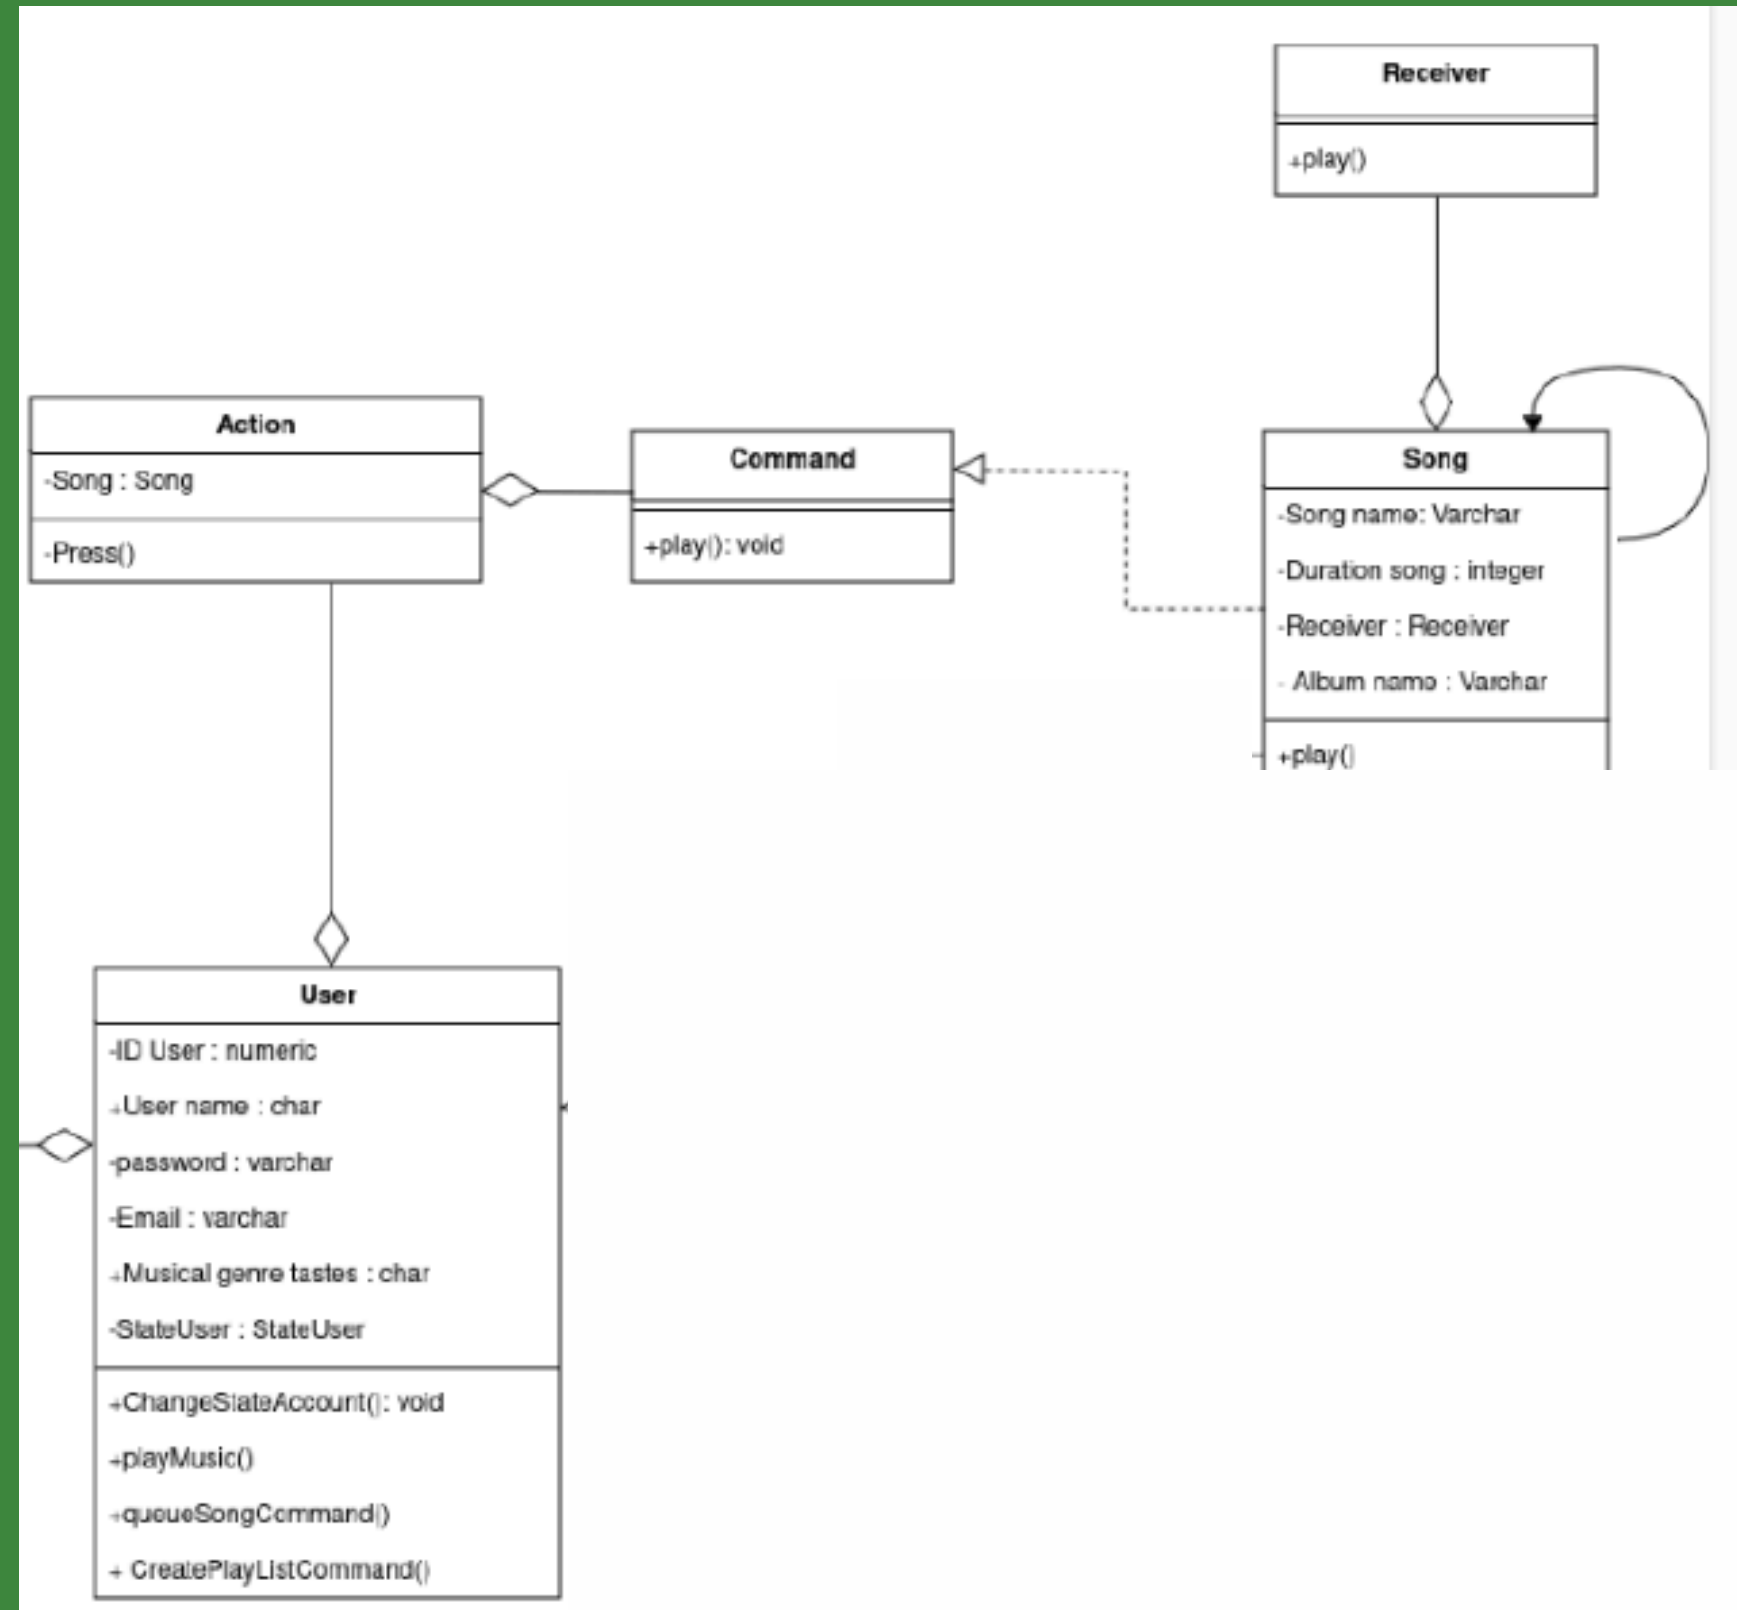 Receiver
+play()
Action
-Song : Song
-Press()
Command
+play(): void
Song
-Song name: Varchar
-Duration song : integer
-Receiver : Receiver
- Album name : Varchar
+play()
User
-ID User : numeric
+User name : char
-password : varchar
-Email : varchar
+Musical genre tastes : char
-StateUser : StateUser
+ChangeStateAccount(): void
+playMusic()
+queueSongCommand()
+ CreatePlayListCommand()